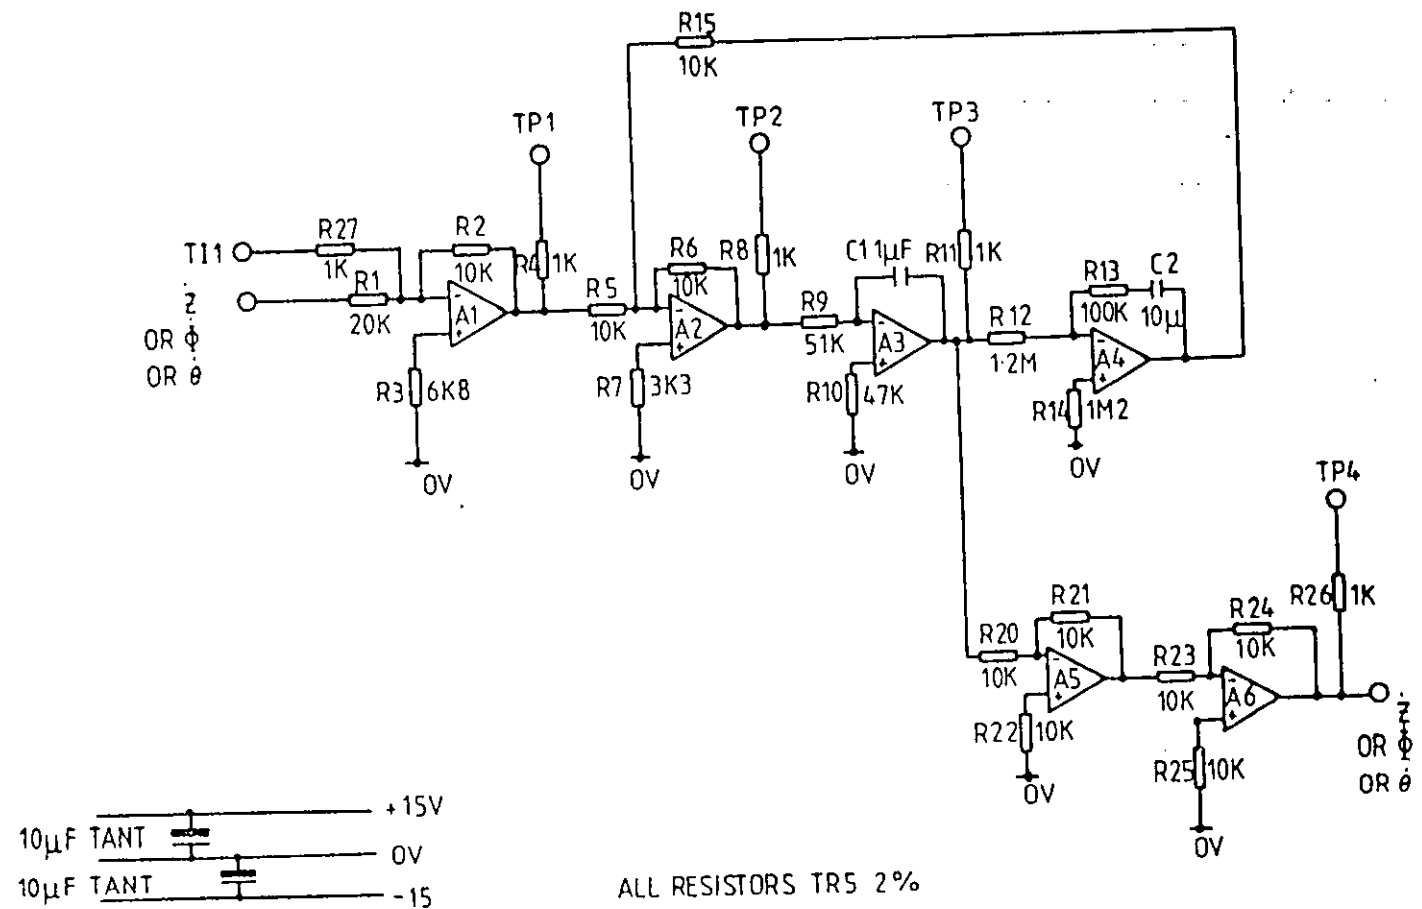 R15
10K
TP1
TP2
TP3
TI1
R27
1K
R2
10K
R4
1K
R1
20K
ż
OR ɸ̇
OR θ̇
A1
R3
6K8
0V
R5
10K
R6
10K
R8
1K
A2
R7
3K3
0V
R9
51K
C1 1µF
A3
R10
47K
0V
R11
1K
R12
1·2M
R13
100K
C2
10µ
A4
R14
1M2
0V
TP4
R20
10K
R21
10K
A5
R22
10K
0V
R23
10K
R24
10K
R26
1K
A6
R25
10K
0V
ż
OR ɸ̇
OR θ̇
+15V
10µF TANT
0V
10µF TANT
-15
ALL RESISTORS TR5 2%